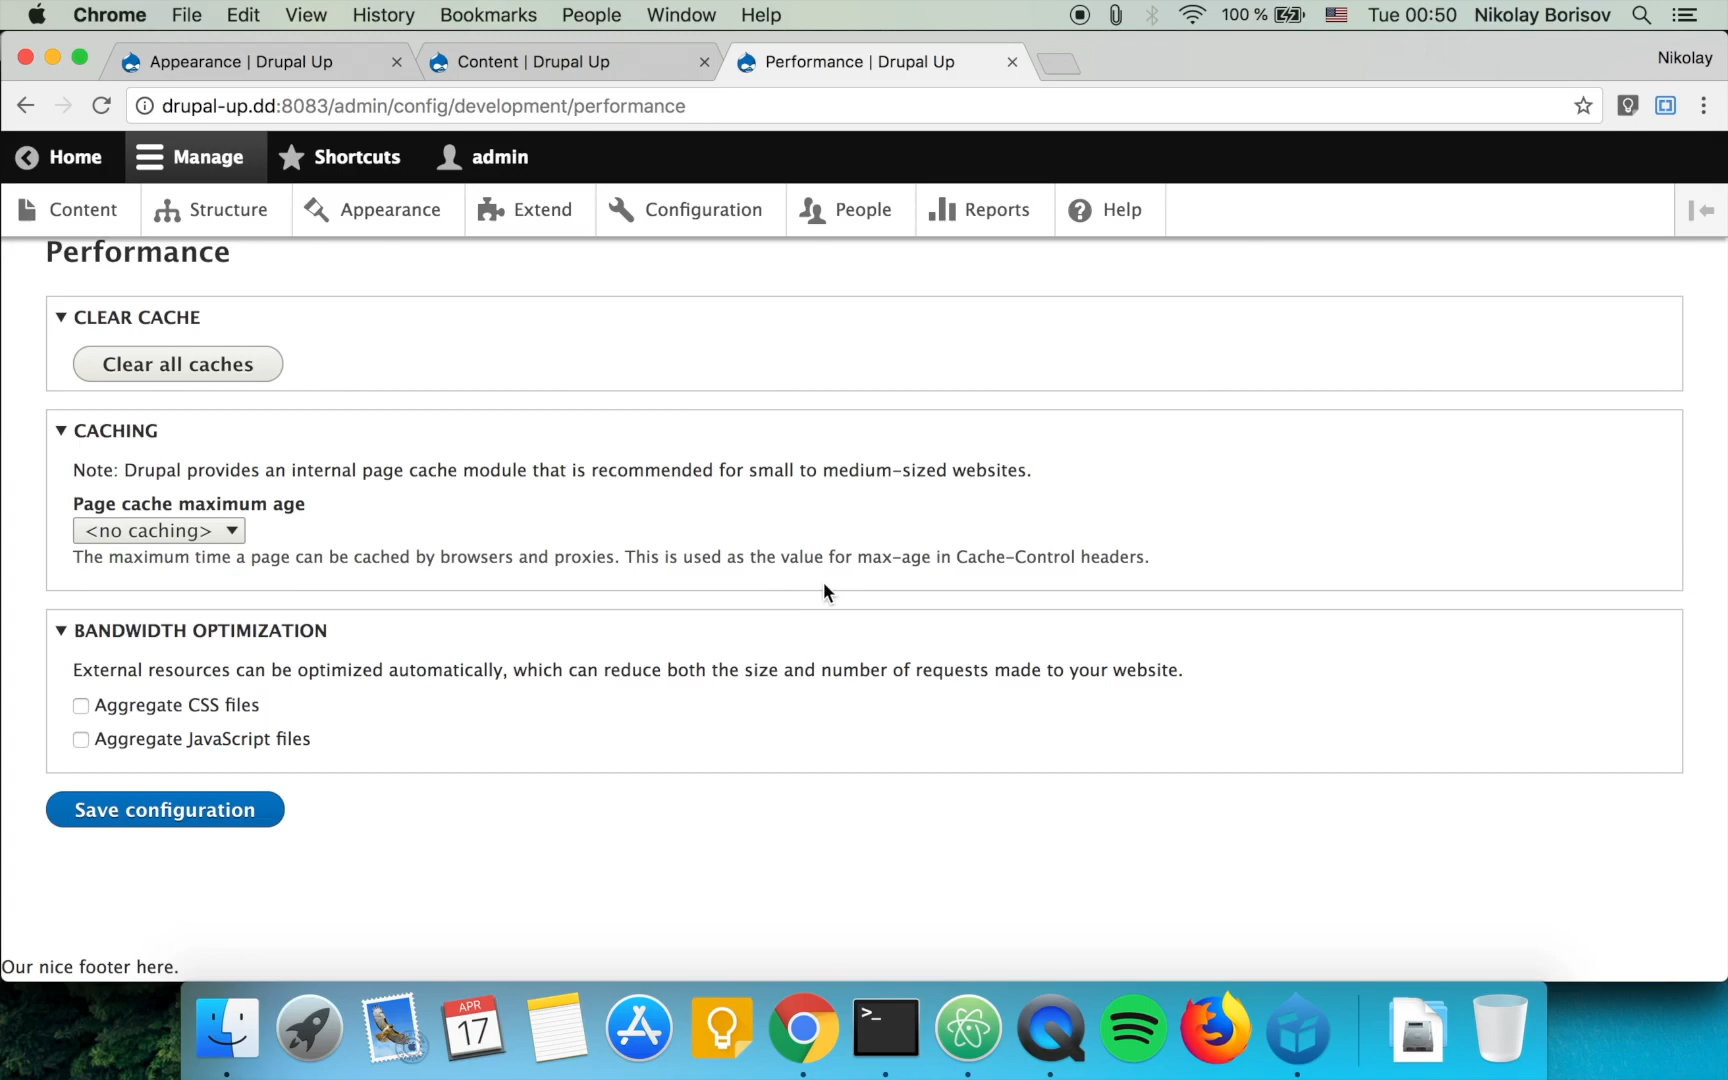 Chrome File Edit View History Bookmarks People Window Help 100 % Tue 00:50 Nikolay Borisov
Appearance | Drupal Up Content | Drupal Up Performance | Drupal Up Nikolay
drupal-up.dd:8083/admin/config/development/performance
Home Manage Shortcuts admin
Content Structure Appearance Extend Configuration People Reports Help
Performance
CLEAR CACHE
Clear all caches
CACHING
Note: Drupal provides an internal page cache module that is recommended for small to medium-sized websites.
Page cache maximum age
<no caching>
The maximum time a page can be cached by browsers and proxies. This is used as the value for max-age in Cache-Control headers.
BANDWIDTH OPTIMIZATION
External resources can be optimized automatically, which can reduce both the size and number of requests made to your website.
Aggregate CSS files
Aggregate JavaScript files
Save configuration
Our nice footer here.
APR
17
>_